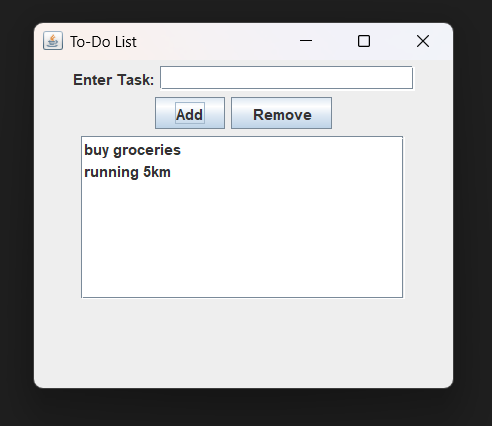 To-Do List
Enter Task:
Add Remove
buy groceries
running 5km